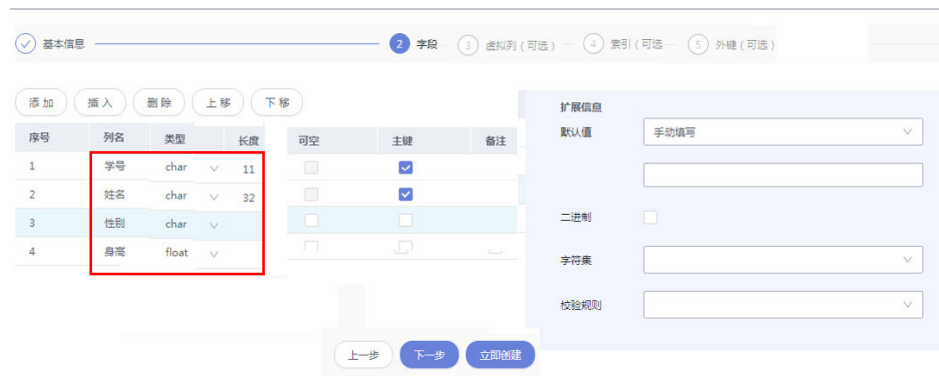 基本信息 2 字段 3 虚拟列（可选） 4 索引（可选 5 外键（可选）
添加 插入 删除 上移 下移
扩展信息
序号 列名 类型 长度 可空 主键 备注
默认值 手动填写
1 学号 char 11
2 姓名 char 32
二进制
3 性别 char
4 身高 float
字符集
校验规则
上一步 下一步 立即创建